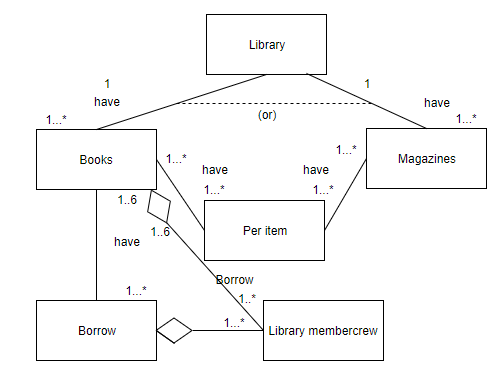 Library
1
1
have
have
1...*
(or)
1...*
Books
Magazines
1...*
1...*
have
have
1...*
1...*
1..6
Per item
1..6
have
Borrow
1...*
1..*
1...*
Borrow
Library membercrew